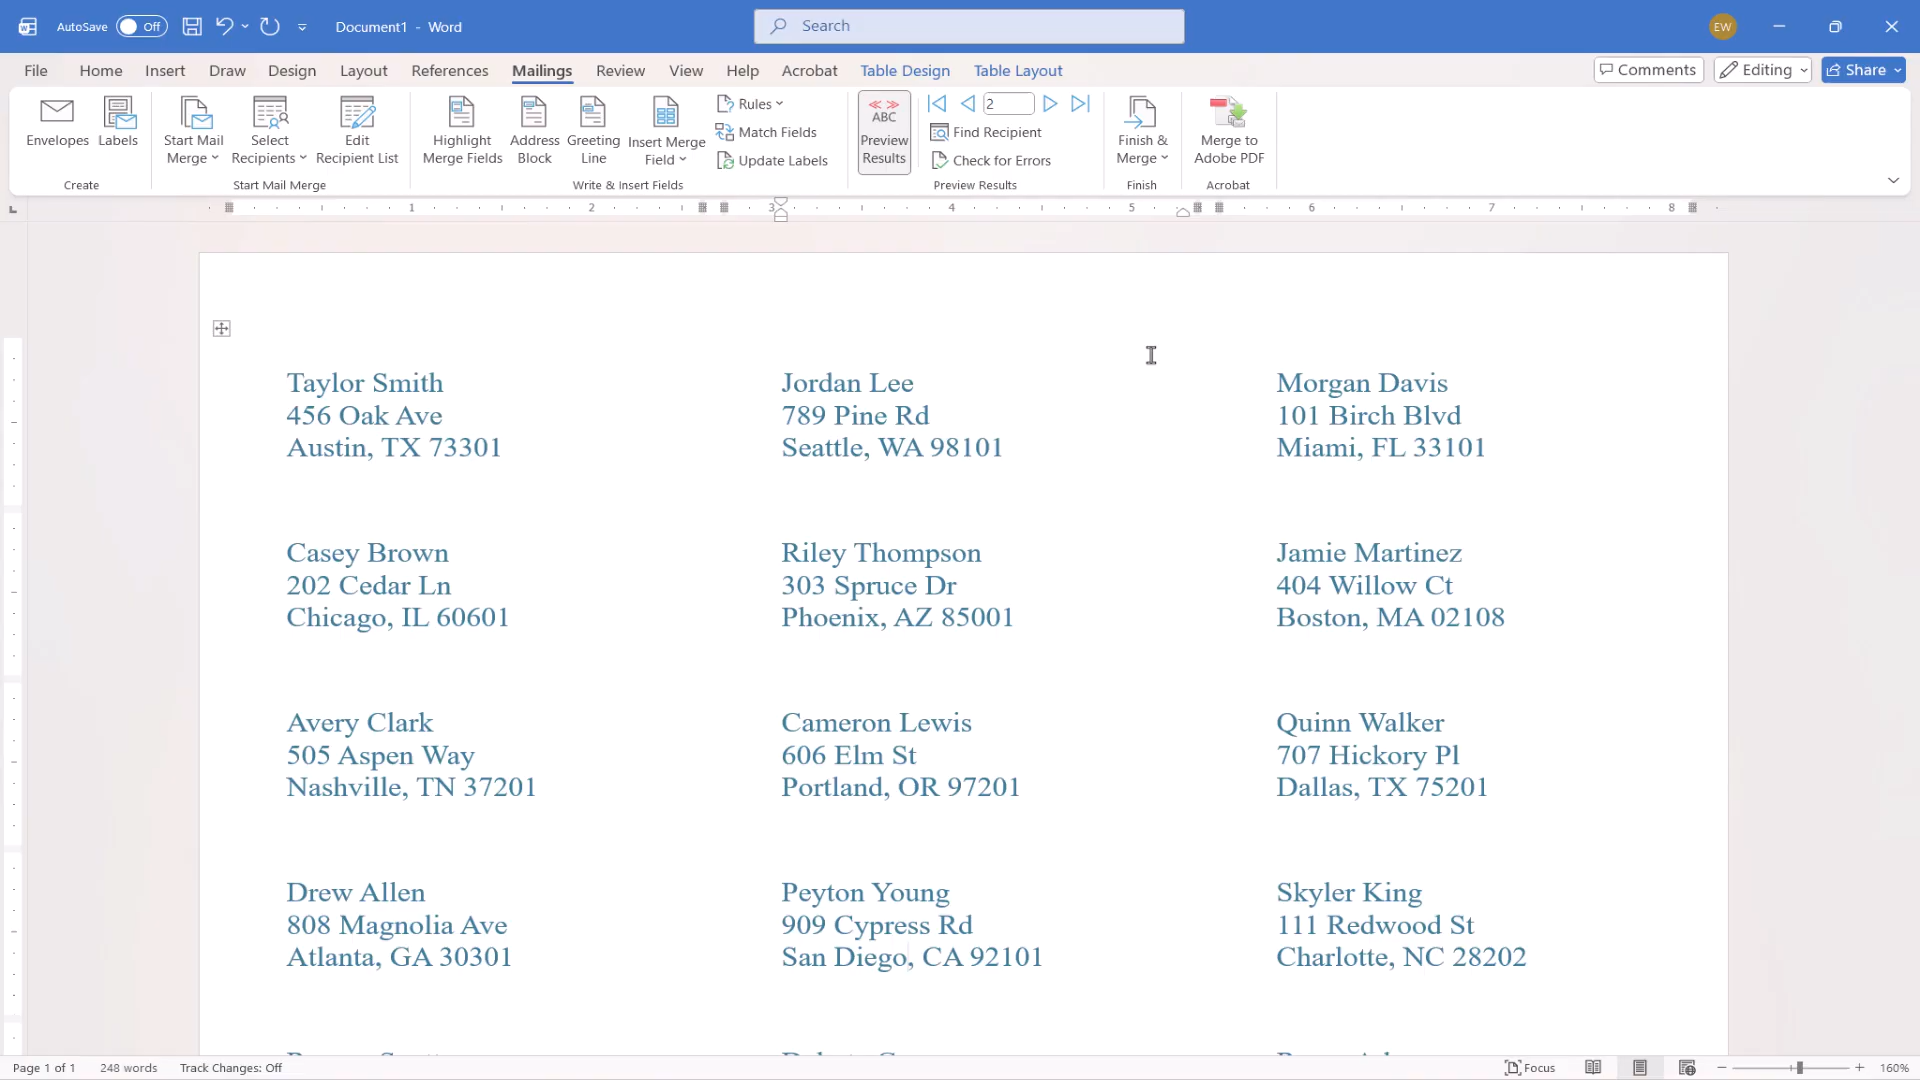 AutoSave Off Document1 - Word Search EW
File Home Insert Draw Design Layout References Mailings Review View Help Acrobat Table Design Table Layout Comments Editing Share
Envelopes Labels
Create
Start Mail Merge
Select Recipients
Edit Recipient List
Start Mail Merge
Highlight Merge Fields
Address Block
Greeting Line
Insert Merge Field
Rules
Match Fields
Update Labels
Write & Insert Fields
ABC
Preview Results
2
Find Recipient
Check for Errors
Preview Results
Finish & Merge
Finish
Merge to Adobe PDF
Acrobat
1 2 3 4 5 6 7 8
Taylor Smith
456 Oak Ave
Austin, TX 73301
Jordan Lee
789 Pine Rd
Seattle, WA 98101
Morgan Davis
101 Birch Blvd
Miami, FL 33101
Casey Brown
202 Cedar Ln
Chicago, IL 60601
Riley Thompson
303 Spruce Dr
Phoenix, AZ 85001
Jamie Martinez
404 Willow Ct
Boston, MA 02108
Avery Clark
505 Aspen Way
Nashville, TN 37201
Cameron Lewis
606 Elm St
Portland, OR 97201
Quinn Walker
707 Hickory Pl
Dallas, TX 75201
Drew Allen
808 Magnolia Ave
Atlanta, GA 30301
Peyton Young
909 Cypress Rd
San Diego, CA 92101
Skyler King
111 Redwood St
Charlotte, NC 28202
Page 1 of 1 248 words Track Changes: Off Focus 160%